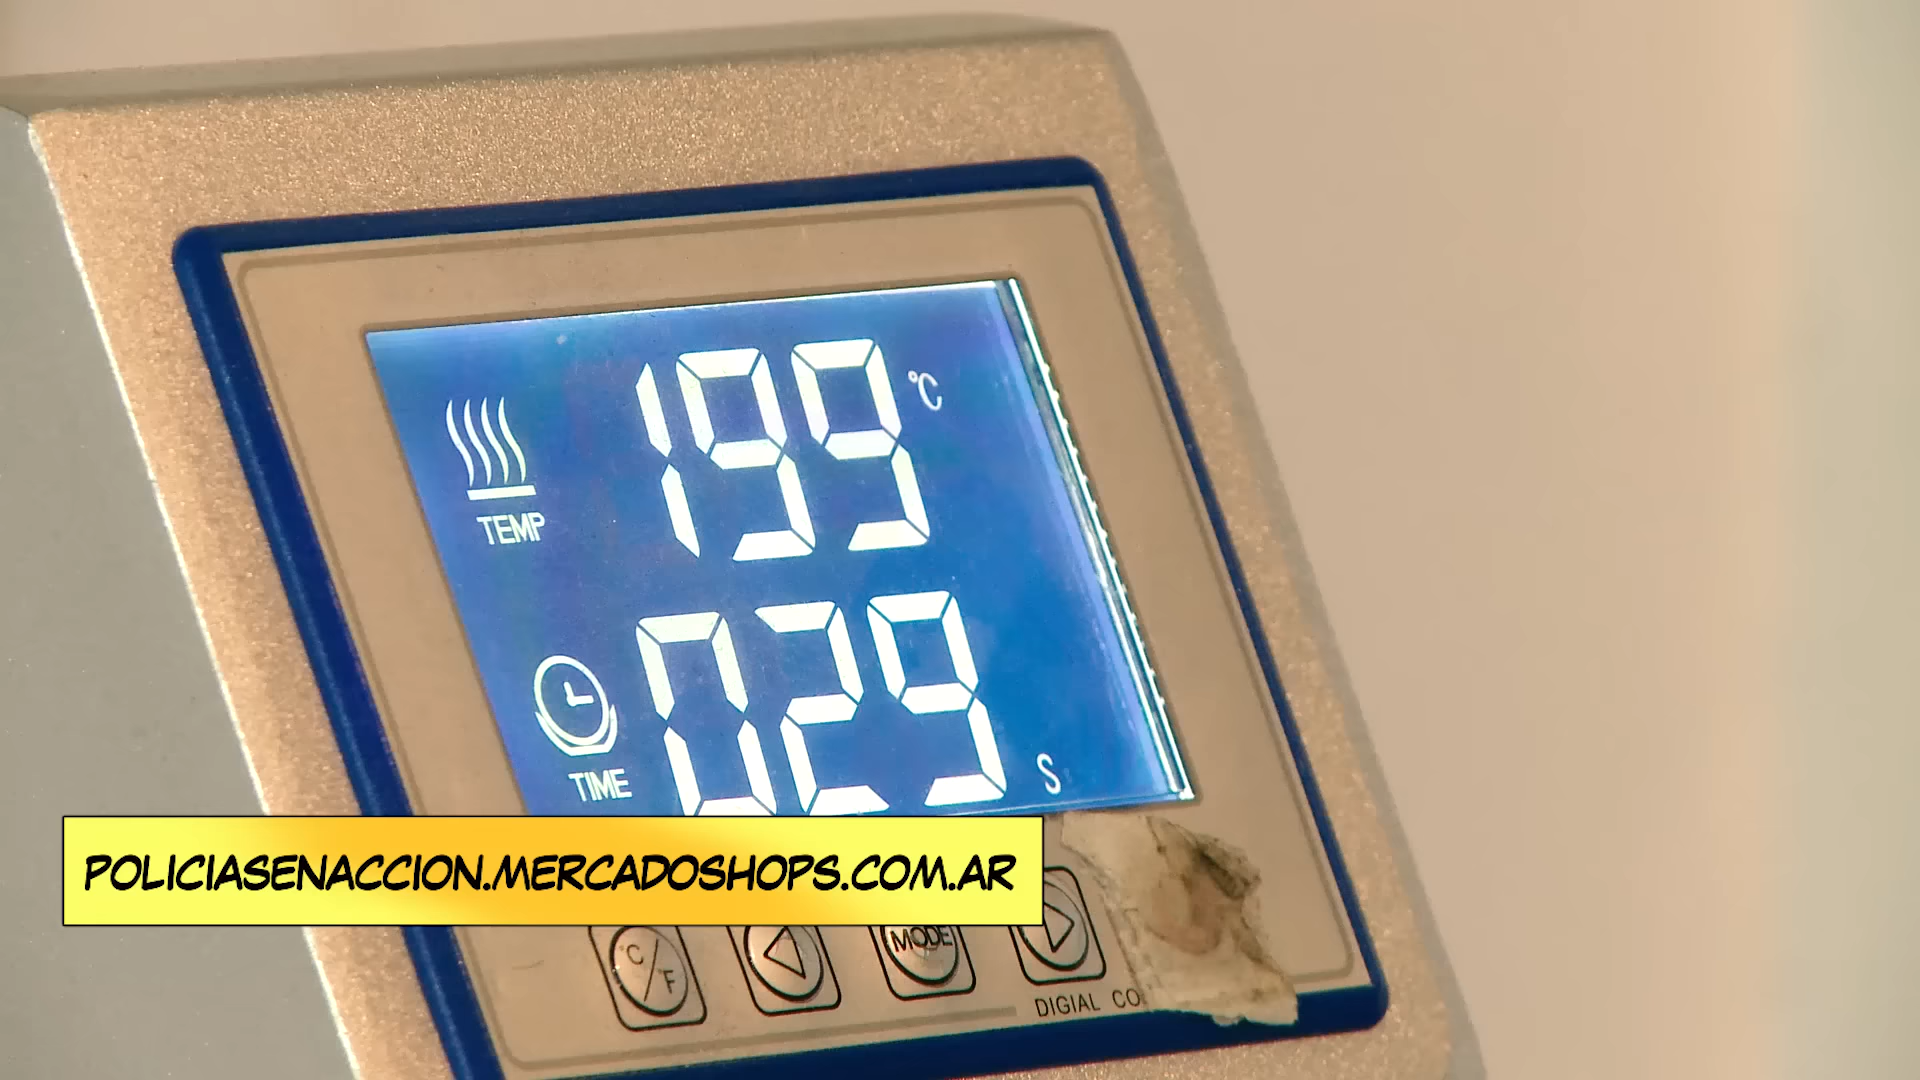 199 °C
TEMP
029 S
TIME
POLICIASENACCION.MERCADOSHOPS.COM.AR
°C/°F
MODE
DIGIAL